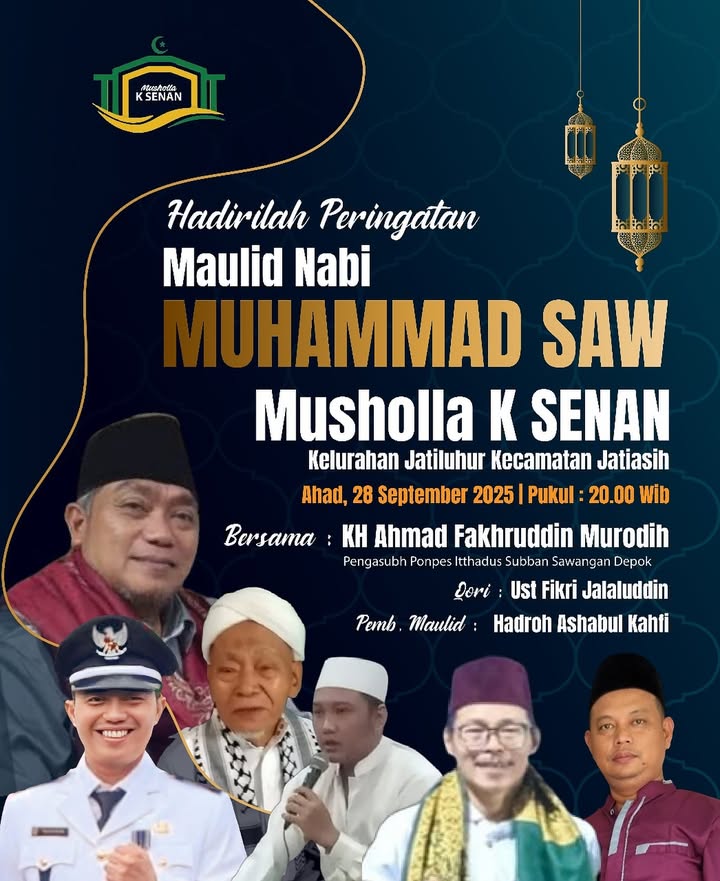 Musholla
K SENAN
Hadirilah Peringatan
Maulid Nabi
MUHAMMAD SAW
Musholla K SENAN
Kelurahan Jatiluhur Kecamatan Jatiasih
Ahad, 28 September 2025 | Pukul : 20.00 Wib
Bersama : KH Ahmad Fakhruddin Murodih
Pengasubh Ponpes Itthadus Subban Sawangan Depok
Qori : Ust Fikri Jalaluddin
Pemb. Maulid : Hadroh Ashabul Kahfi